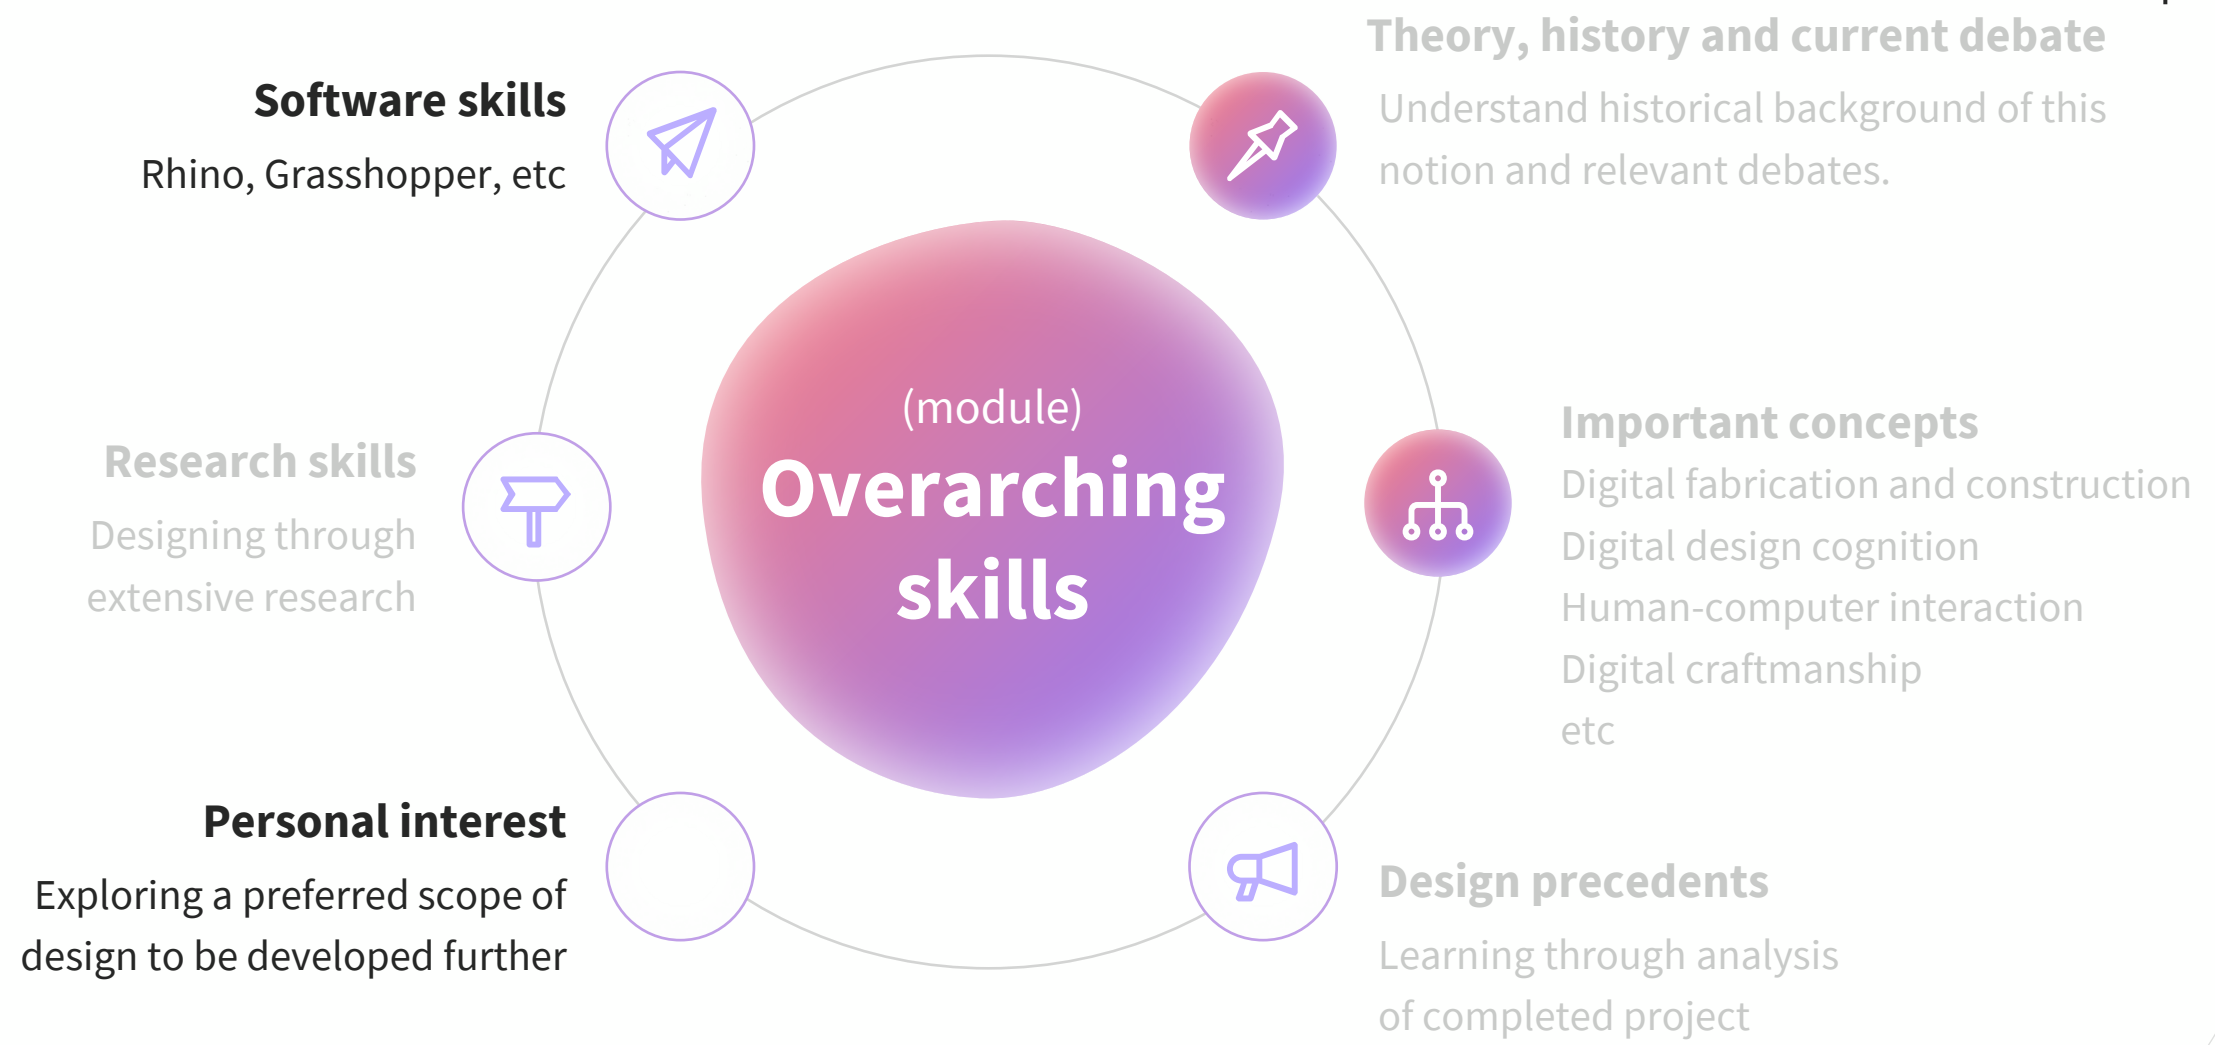 Theory, history and current debate
Understand historical background of this
notion and relevant debates.
Software skills
Rhino, Grasshopper, etc
(module)
Overarching
skills
Important concepts
Digital fabrication and construction
Digital design cognition
Human-computer interaction
Digital craftmanship
etc
Research skills
Designing through
extensive research
Personal interest
Exploring a preferred scope of
design to be developed further
Design precedents
Learning through analysis
of completed project